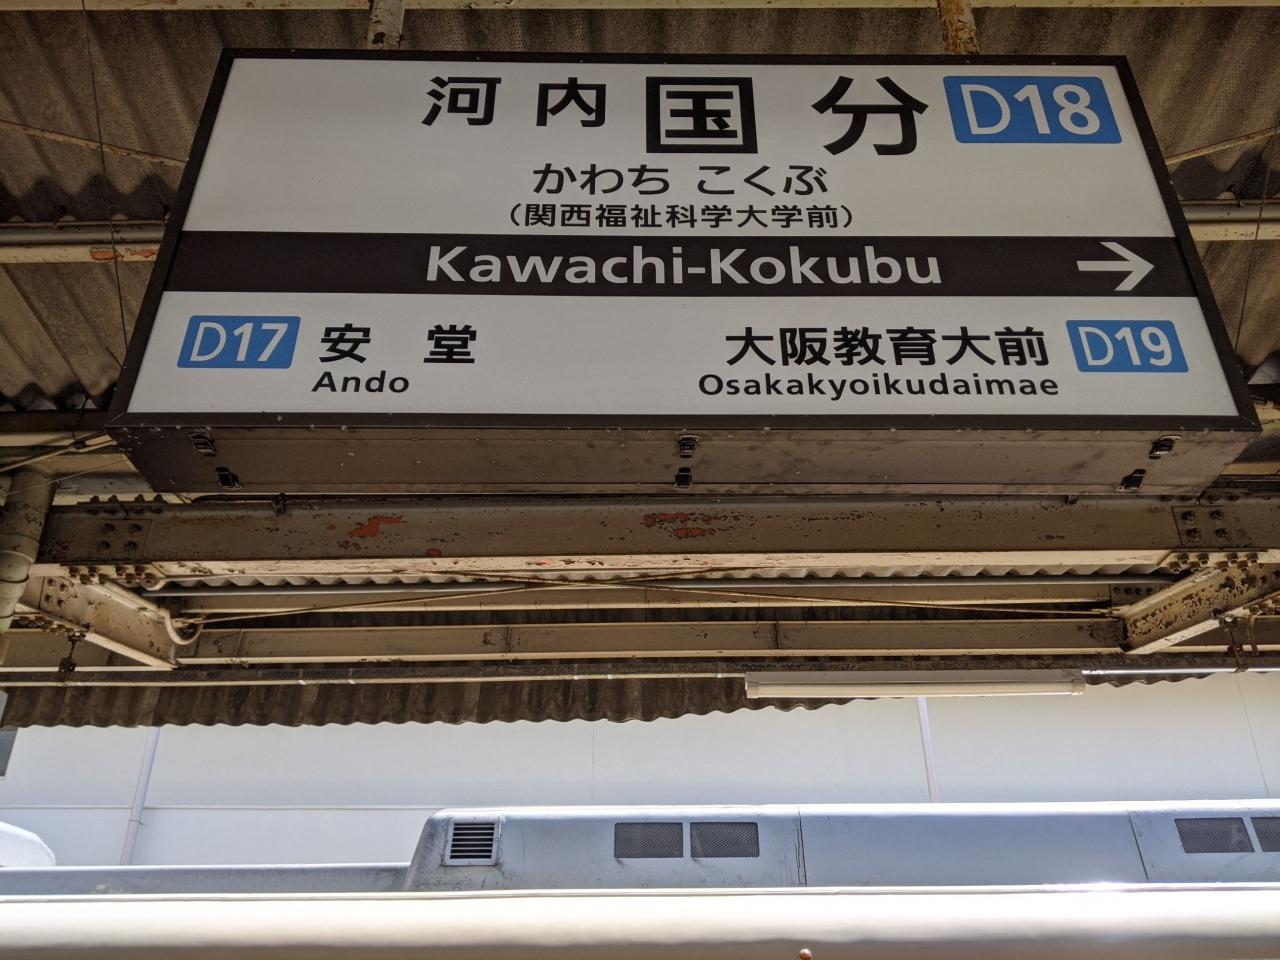 河内国分 D18
かわち こくぶ
（関西福祉科学大学前）
Kawachi-Kokubu →
D17 安堂
Ando
大阪教育大前 D19
Osakakyoikudaimae